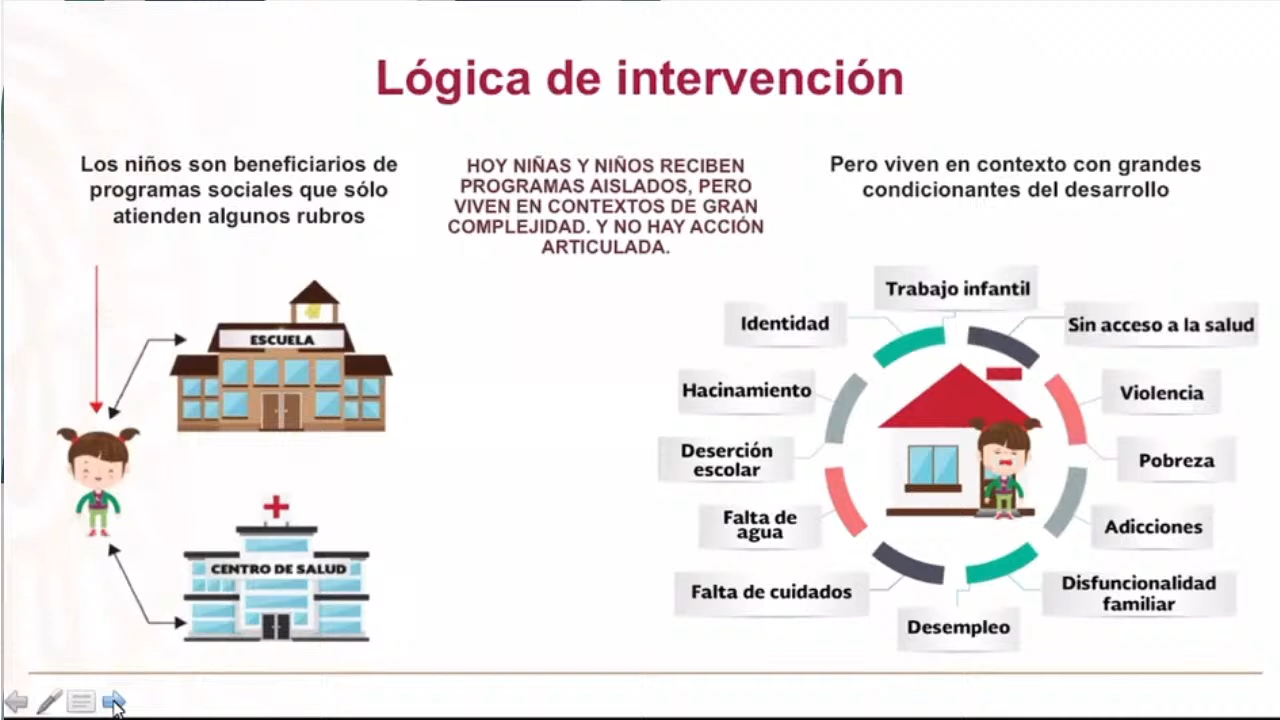 Lógica de intervención
Los niños son beneficiarios de
programas sociales que sólo
atienden algunos rubros
HOY NIÑAS Y NIÑOS RECIBEN
PROGRAMAS AISLADOS, PERO
VIVEN EN CONTEXTOS DE GRAN
COMPLEJIDAD. Y NO HAY ACCIÓN
ARTICULADA.
Pero viven en contexto con grandes
condicionantes del desarrollo
ESCUELA
CENTRO DE SALUD
Trabajo infantil
Identidad
Sin acceso a la salud
Hacinamiento
Violencia
Deserción
escolar
Pobreza
Falta de
agua
Adicciones
Falta de cuidados
Disfuncionalidad
familiar
Desempleo